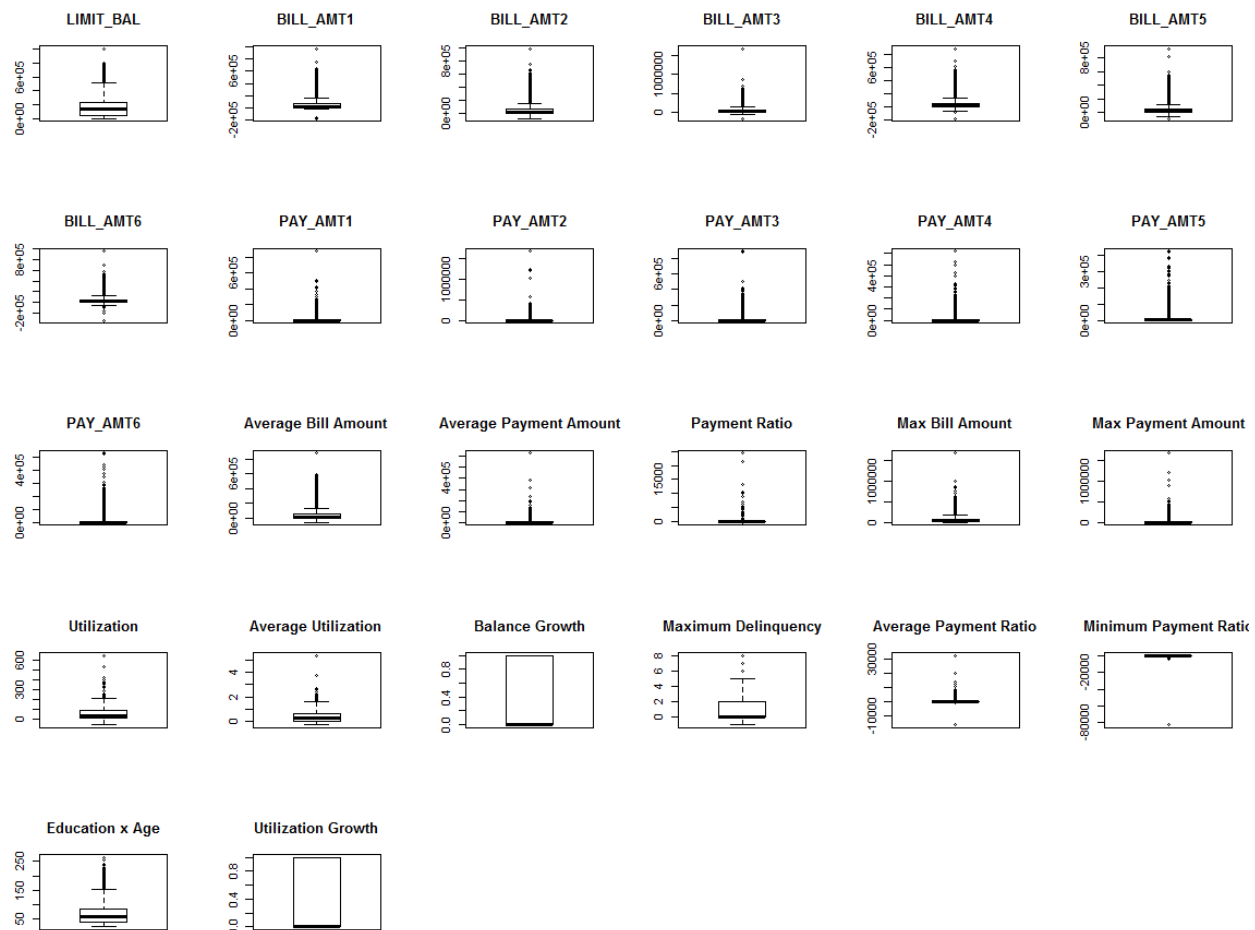 LIMIT_BAL
0e+00 6e+05
BILL_AMT1
-2e+05 6e+05
BILL_AMT2
0e+00 8e+05
BILL_AMT3
0 1000000
BILL_AMT4
-2e+05 6e+05
BILL_AMT5
0e+00 8e+05
BILL_AMT6
-2e+05 8e+05
PAY_AMT1
0e+00 6e+05
PAY_AMT2
0 1000000
PAY_AMT3
0e+00 6e+05
PAY_AMT4
0e+00 4e+05
PAY_AMT5
0e+00 3e+05
PAY_AMT6
0e+00 4e+05
Average Bill Amount
0e+00 6e+05
Average Payment Amount
0e+00 4e+05
Payment Ratio
0 15000
Max Bill Amount
0 1000000
Max Payment Amount
0 1000000
Utilization
0 300 600
Average Utilization
0 2 4
Balance Growth
0.0 0.4 0.8
Maximum Delinquency
0 2 4 6 8
Average Payment Ratio
-10000 30000
Minimum Payment Ratio
-80000 -20000
Education x Age
50 150 250
Utilization Growth
0.0 0.4 0.8